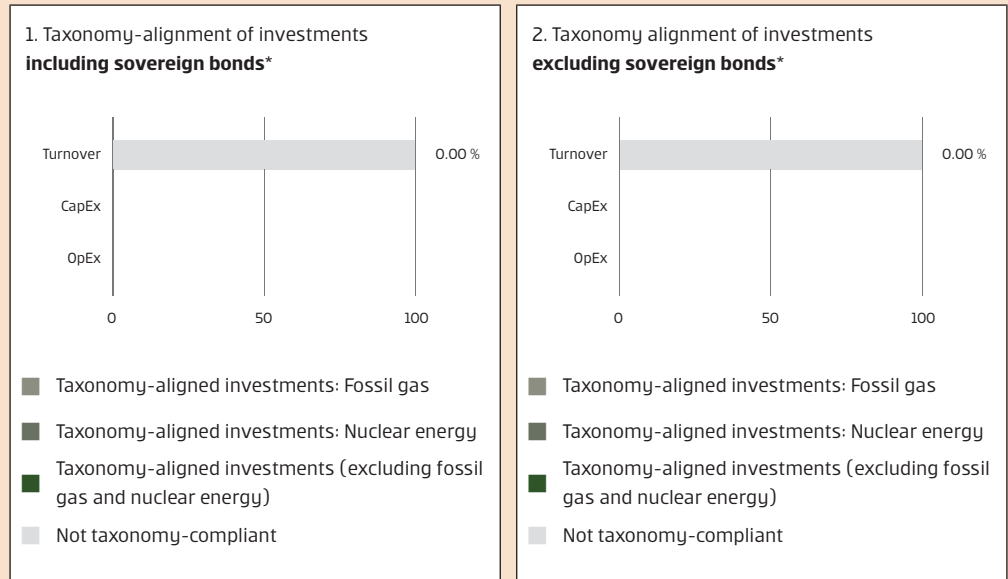 1. Taxonomy-alignment of investments
including sovereign bonds*
Turnover
0.00 %
CapEx
OpEx
0
50
100
Taxonomy-aligned investments: Fossil gas
Taxonomy-aligned investments: Nuclear energy
Taxonomy-aligned investments (excluding fossil
gas and nuclear energy)
Not taxonomy-compliant
2. Taxonomy alignment of investments
excluding sovereign bonds*
Turnover
0.00 %
CapEx
OpEx
0
50
100
Taxonomy-aligned investments: Fossil gas
Taxonomy-aligned investments: Nuclear energy
Taxonomy-aligned investments (excluding fossil
gas and nuclear energy)
Not taxonomy-compliant